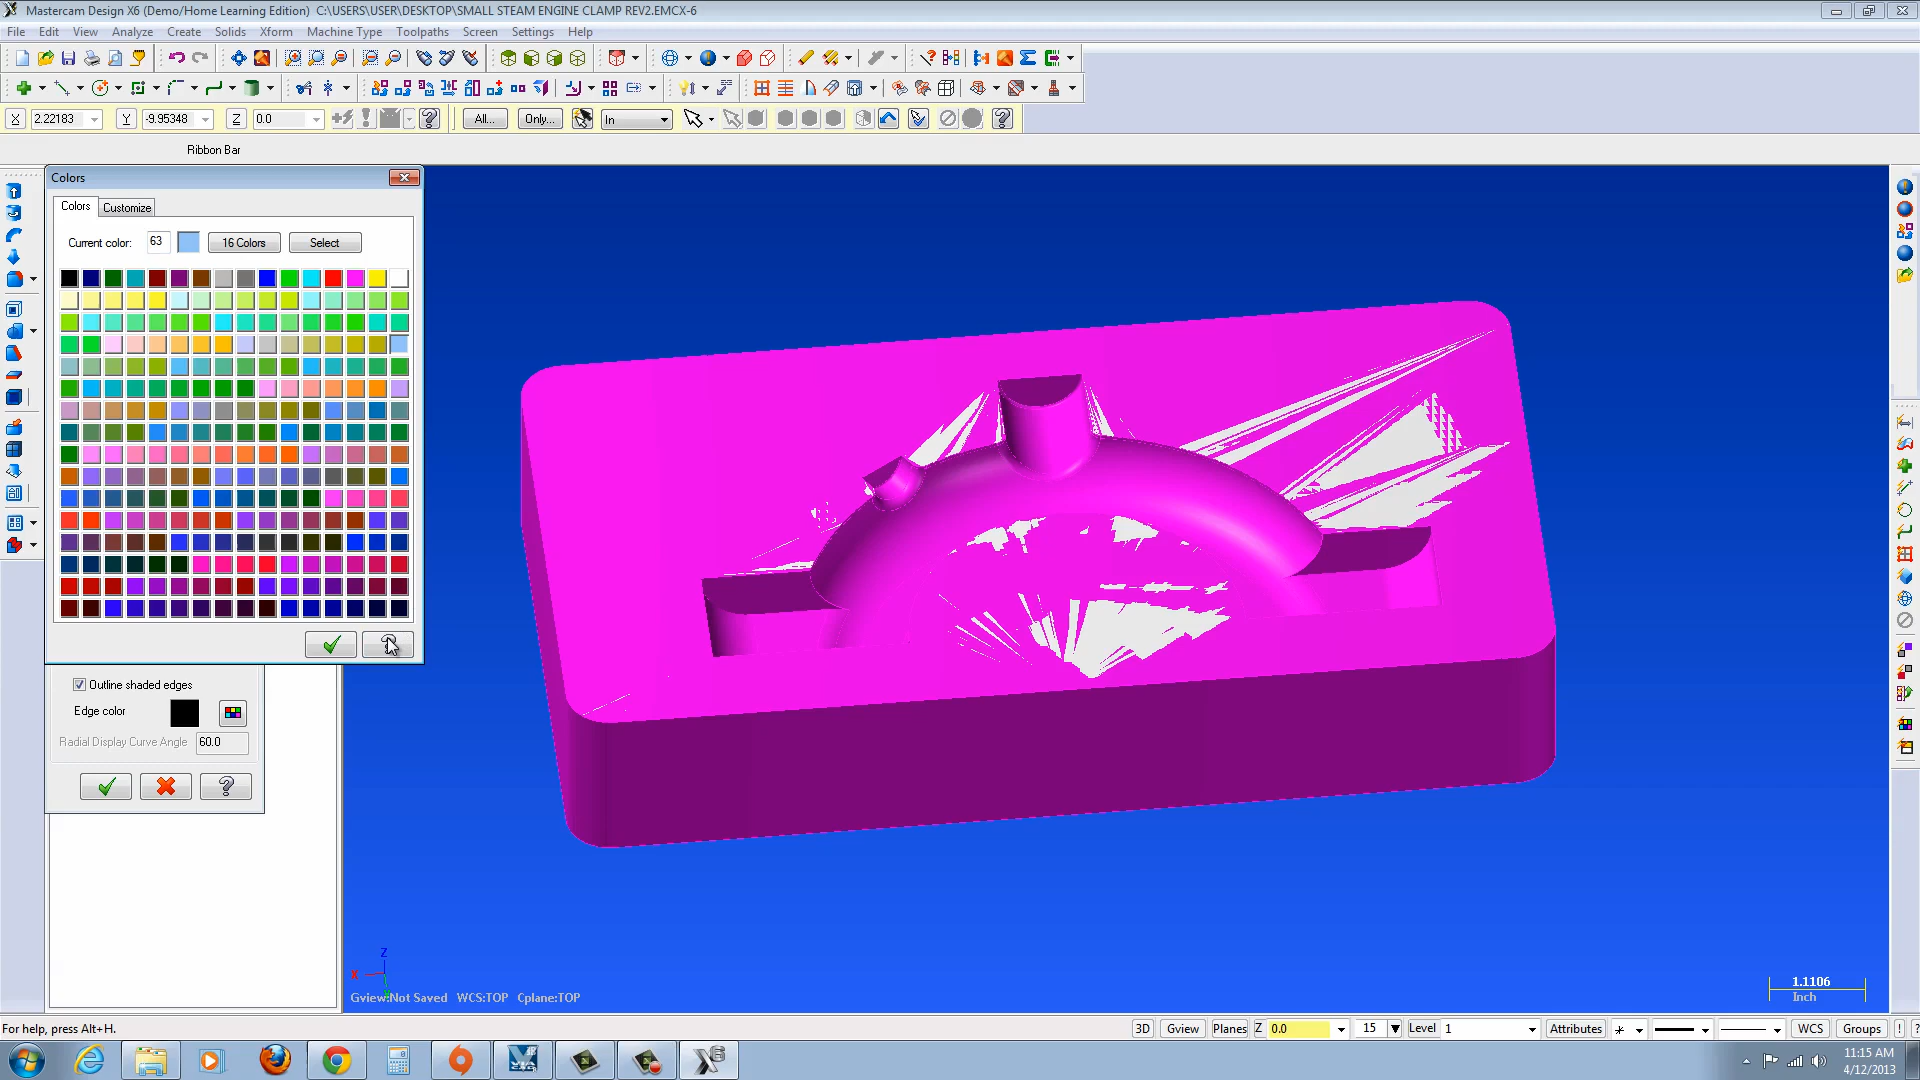 Mastercam Design X6 (Demo/Home Learning Edition) C:\USERS\USER\DESKTOP\SMALL STEAM ENGINE CLAMP REV2.EMCX-6
File Edit View Analyze Create Solids Xform Machine Type Toolpaths Screen Settings Help
X 2.22183 Y -9.95348 Z 0.0 All... Only... In
Ribbon Bar
Colors
Colors Customize
Current color: 63 16 Colors Select
Outline shaded edges
Edge color
Radial Display Curve Angle 60.0
Z
X
Gview:Not Saved WCS:TOP Cplane:TOP
1.1106
Inch
For help, press Alt+H.
3D Gview Planes Z 0.0 15 Level 1 Attributes WCS Groups ! ?
11:15 AM
4/12/2013